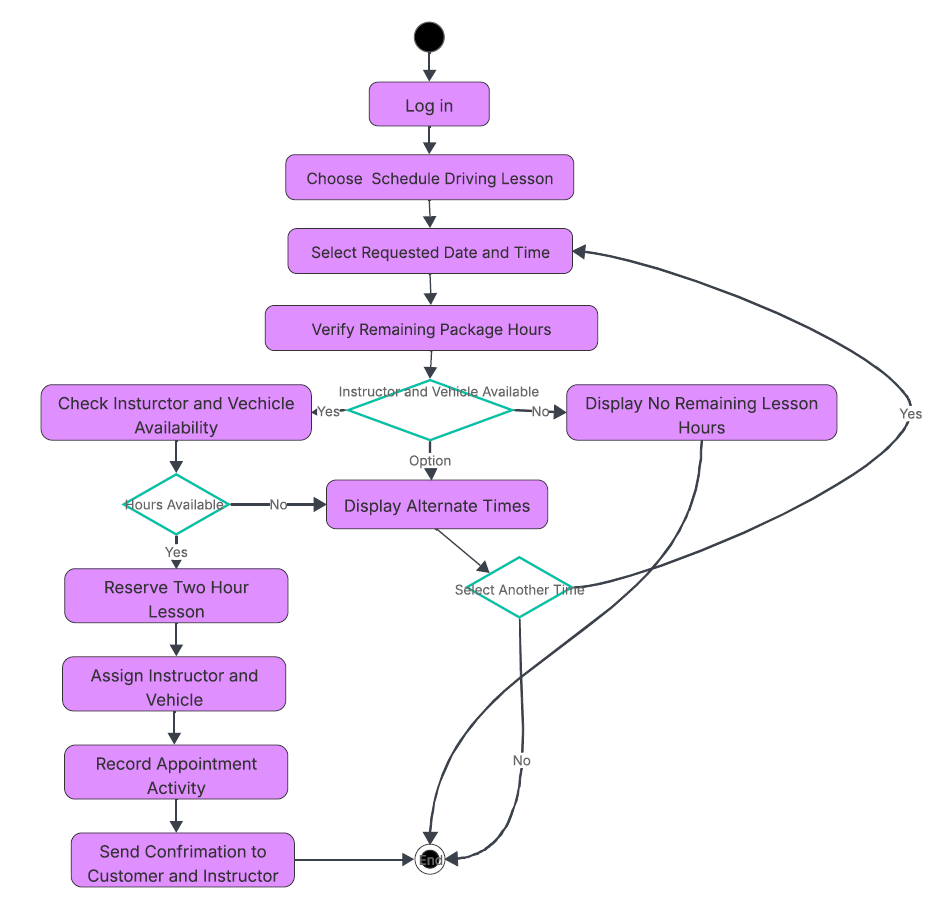 Log in
Choose  Schedule Driving Lesson
Select Requested Date and Time
Verify Remaining Package Hours
Instructor and Vehicle Available
Check Insturctor and Vechicle
Availability
Yes
No
Display No Remaining Lesson
Hours
Yes
Option
Hours Available
No
Display Alternate Times
Yes
Select Another Time
Reserve Two Hour
Lesson
Assign Instructor and
Vehicle
Record Appointment
Activity
No
Send Confrimation to
Customer and Instructor
End